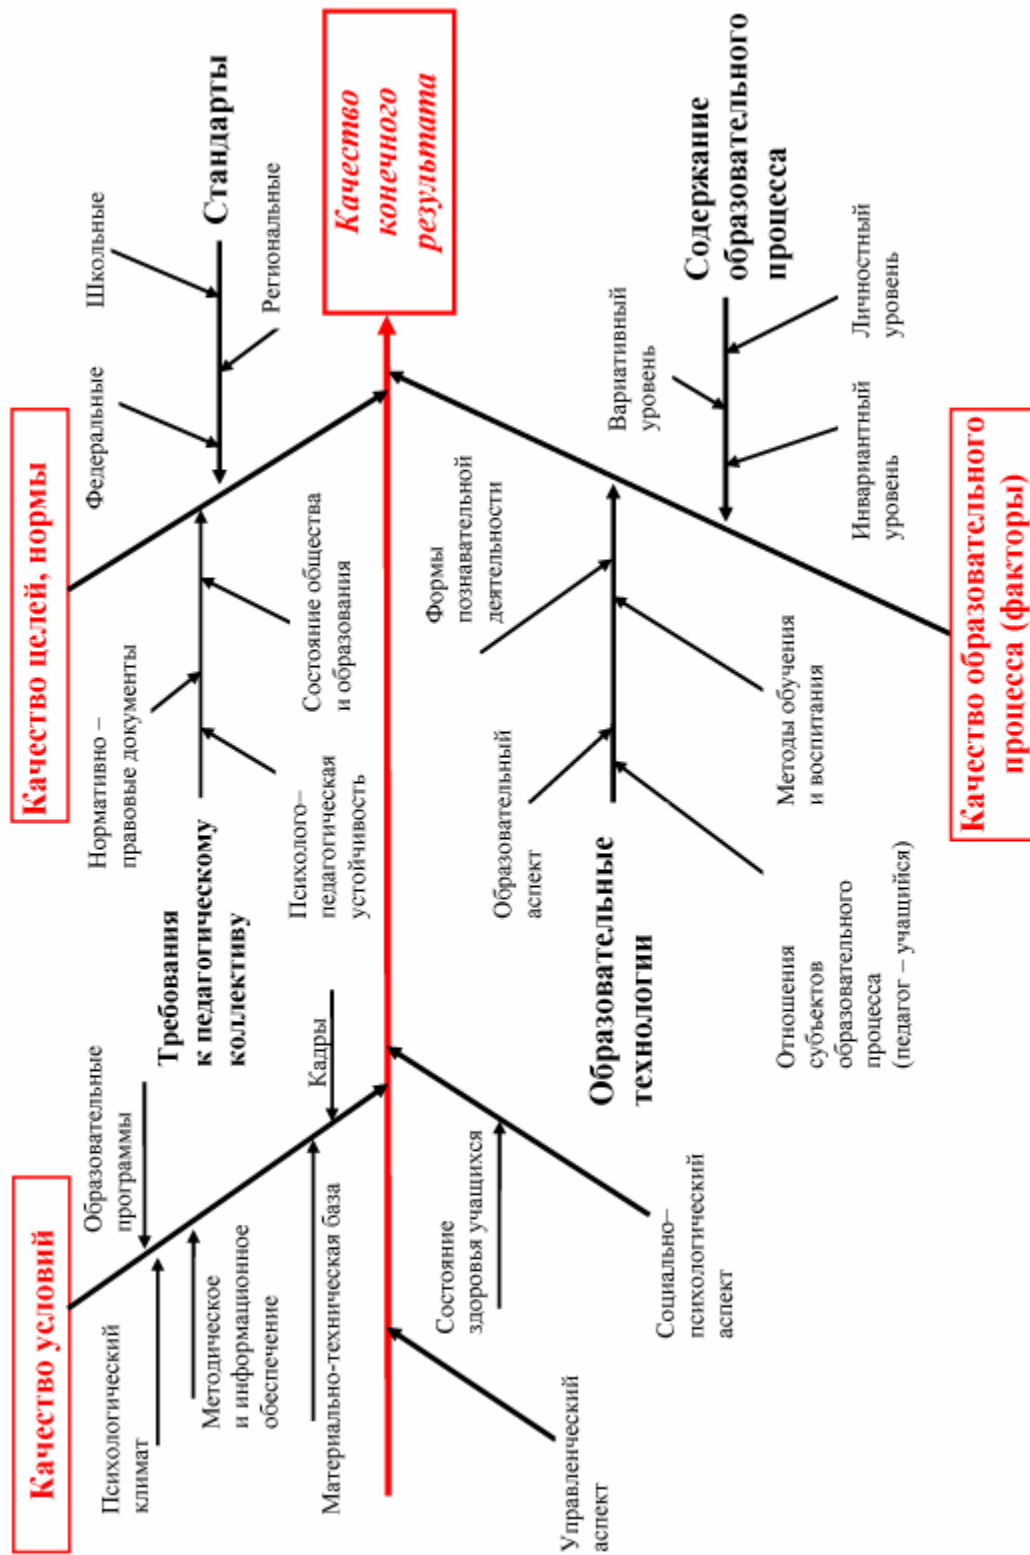 Качество условий
Качество целей, нормы
Образовательные
программы
Психологический
климат
Методическое
и информационное
обеспечение
Материально-техническая база
Кадры
Нормативно –
правовые документы
Требования
к педагогическому
коллективу
Психолого–
педагогическая
устойчивость
Состояние общества
и образования
Федеральные
Школьные
Стандарты
Региональные
Качество
конечного
результата
Управленческий
аспект
Состояние
здоровья учащихся
Социально–
психологический
аспект
Образовательный
аспект
Формы
познавательной
деятельности
Образовательные
технологии
Отношения
субъектов
образовательного
процесса
(педагог – учащийся)
Методы обучения
и воспитания
Вариативный
уровень
Содержание
образовательного
процесса
Инвариантный
уровень
Личностный
уровень
Качество образовательного
процесса (факторы)